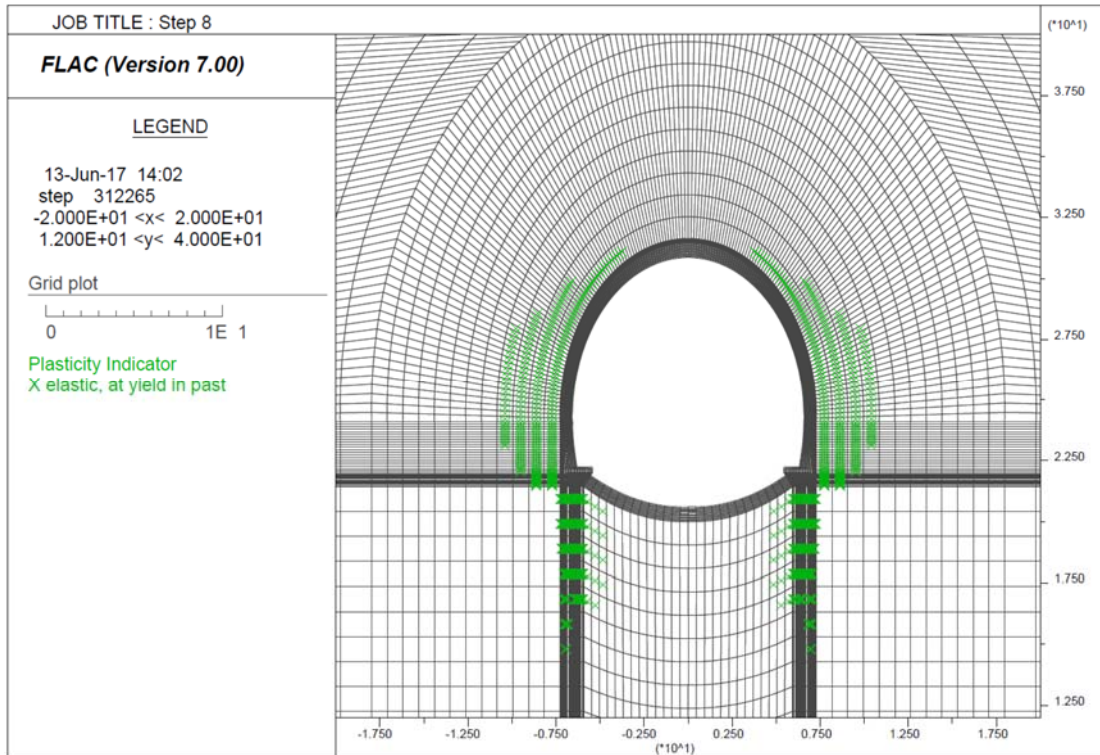 JOB TITLE : Step 8
(*10^1)
FLAC (Version 7.00)
LEGEND
13-Jun-17 14:02
step 312265
-2.000E+01 <x< 2.000E+01
1.200E+01 <y< 4.000E+01
Grid plot
0 1E 1
Plasticity Indicator
X elastic, at yield in past
3.750
3.250
2.750
2.250
1.750
1.250
-1.750 -1.250 -0.750 -0.250 0.250 0.750 1.250 1.750
(*10^1)